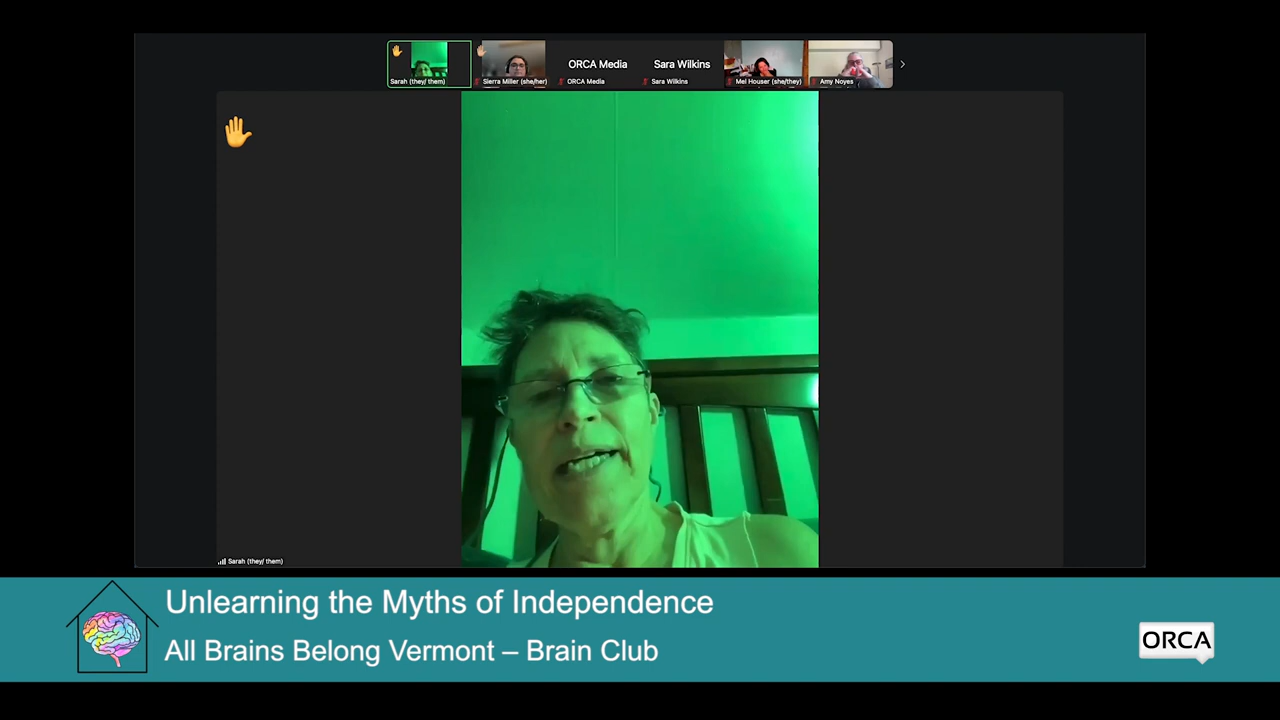 ORCA Media
Sara Wilkins
Sarah (they/ them)
Sierra Miller (she/her)
ORCA Media
Sara Wilkins
Mel Houser (she/they)
Amy Noyes
Sarah (they/ them)
Unlearning the Myths of Independence
All Brains Belong Vermont – Brain Club
ORCA